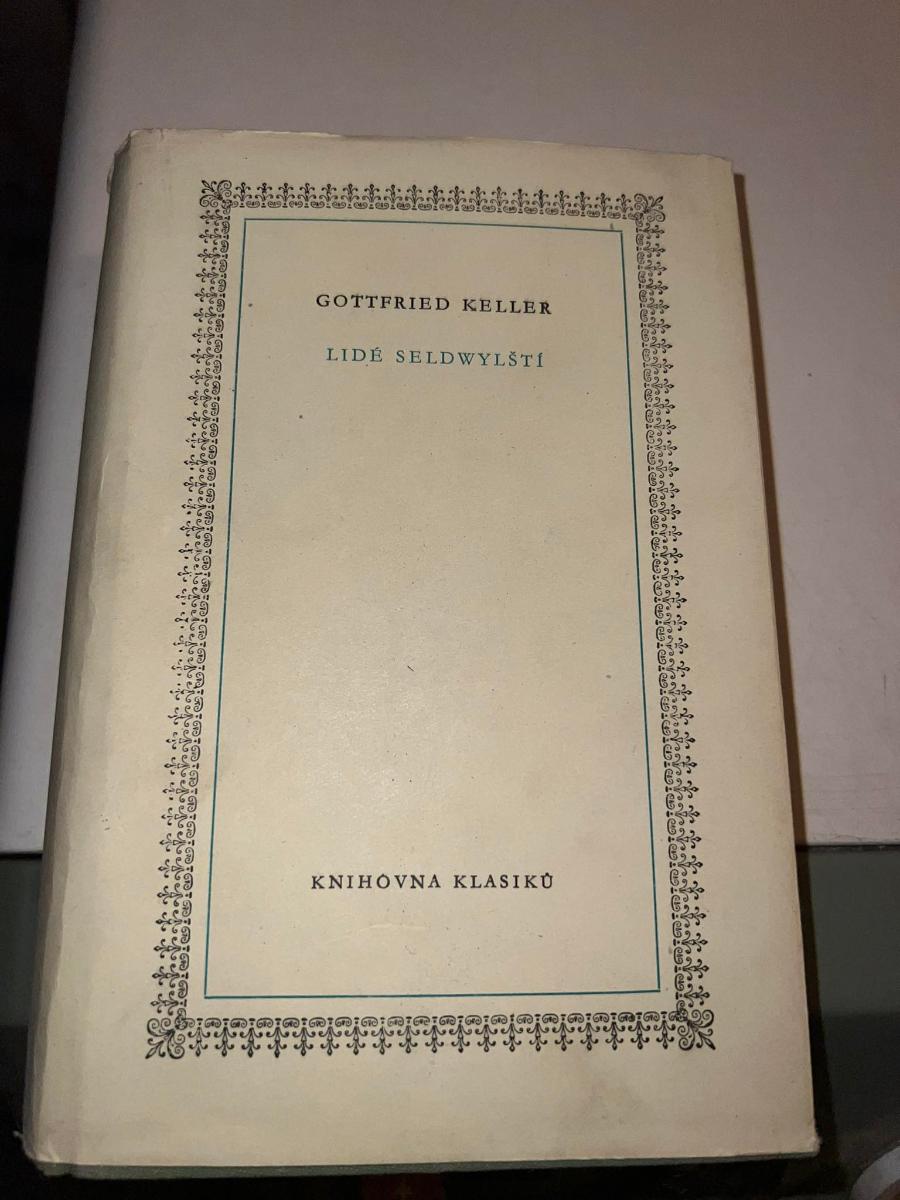 GOTTFRIED KELLER
LIDÉ SELDWYLŠTÍ
KNIHOVNA KLASIKŮ